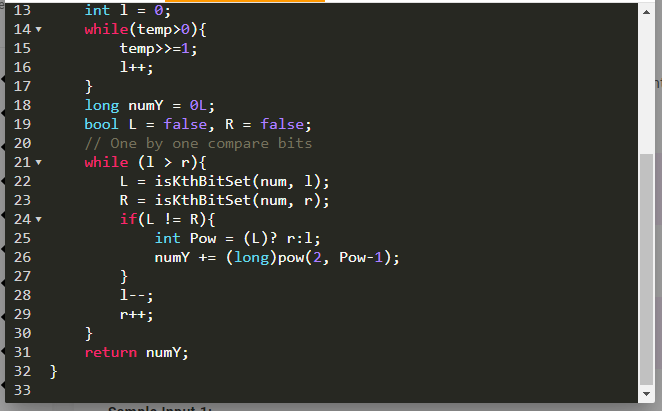 13     int l = 0;
14     while(temp>0){
15         temp>>=1;
16         l++;
17     }
18     long numY = 0L;
19     bool L = false, R = false;
20     // One by one compare bits
21     while (l > r){
22         L = isKthBitSet(num, l);
23         R = isKthBitSet(num, r);
24         if(L != R){
25             int Pow = (L)? r:l;
26             numY += (long)pow(2, Pow-1);
27         }
28         l--;
29         r++;
30     }
31     return numY;
32 }
33
Sample Input 1: